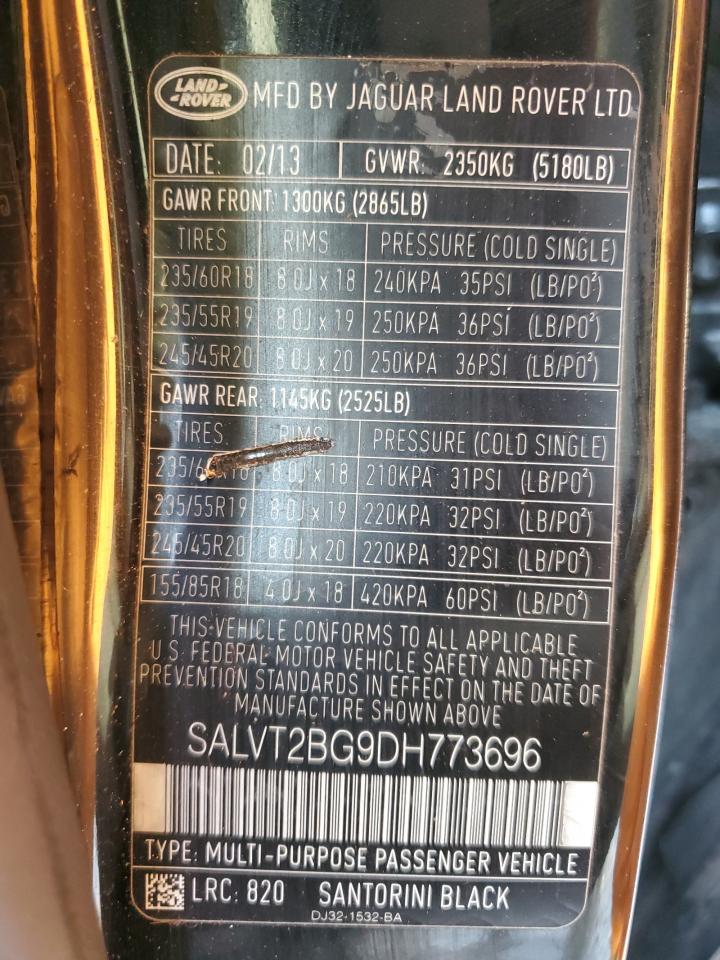 LAND-
-ROVER
MFD BY JAGUAR LAND ROVER LTD
DATE: 02/13 GVWR: 2350KG (5180LB)
GAWR FRONT: 1300KG (2865LB)
TIRES RIMS PRESSURE (COLD SINGLE)
235/60R18 8.0J x 18 240KPA 35PSI (LB/PO²)
235/55R19 8.0J x 19 250KPA 36PSI (LB/PO²)
245/45R20 8.0J x 20 250KPA 36PSI (LB/PO²)
GAWR REAR: 1145KG (2525LB)
TIRES RIMS PRESSURE (COLD SINGLE)
8.0J x 18 210KPA 31PSI (LB/PO²)
235/55R19 8.0J x 19 220KPA 32PSI (LB/PO²)
245/45R20 8.0J x 20 220KPA 32PSI (LB/PO²)
155/85R18 4.0J x 18 420KPA 60PSI (LB/PO²)
THIS VEHICLE CONFORMS TO ALL APPLICABLE
U.S. FEDERAL MOTOR VEHICLE SAFETY AND THEFT
PREVENTION STANDARDS IN EFFECT ON THE DATE OF
MANUFACTURE SHOWN ABOVE
SALVT2BG9DH773696
TYPE: MULTI-PURPOSE PASSENGER VEHICLE
LRC: 820 SANTORINI BLACK
DJ32-1532-BA